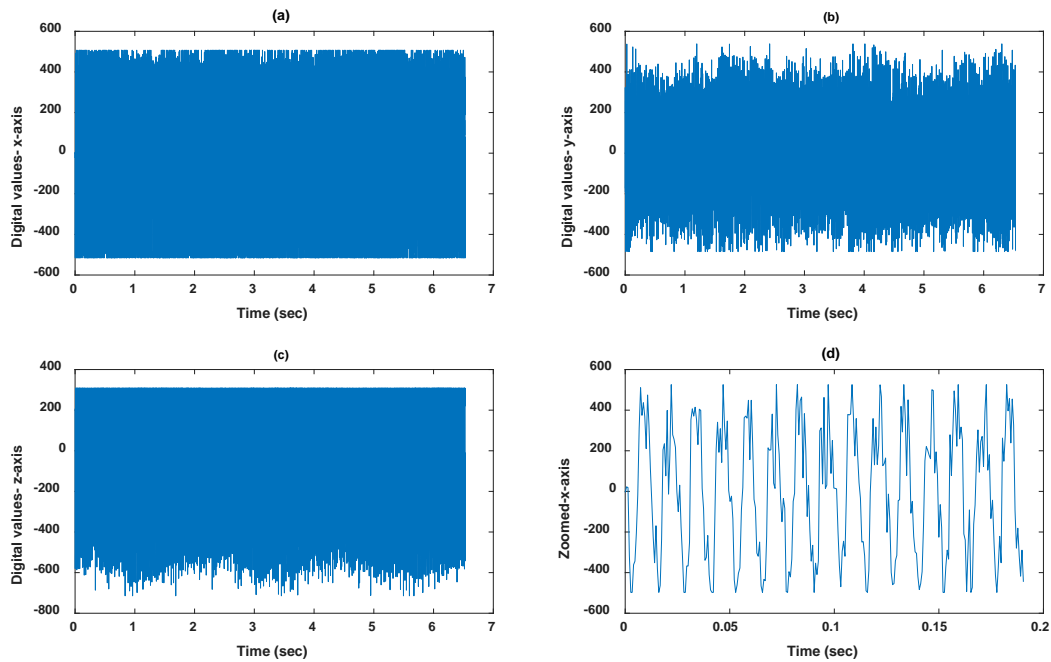 (a)
600
400
200
0
-200
-400
-600
Digital values- x-axis
0 1 2 3 4 5 6 7
Time (sec)
(b)
600
400
200
0
-200
-400
-600
Digital values- y-axis
0 1 2 3 4 5 6 7
Time (sec)
(c)
400
200
0
-200
-400
-600
-800
Digital values- z-axis
0 1 2 3 4 5 6 7
Time (sec)
(d)
600
400
200
0
-200
-400
-600
Zoomed-x-axis
0 0.05 0.1 0.15 0.2
Time (sec)